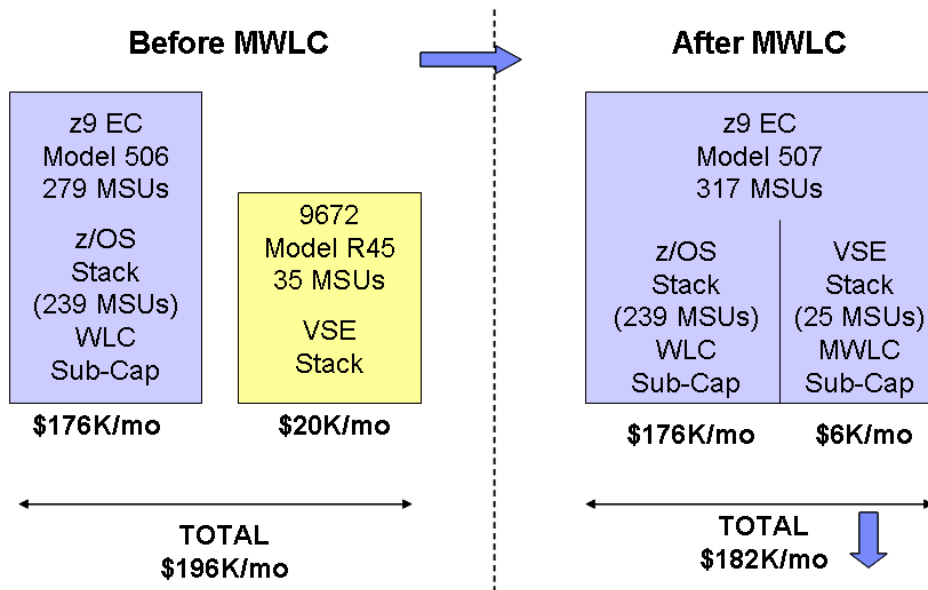 Before MWLC
z9 EC
Model 506
279 MSUs
z/OS
Stack
(239 MSUs)
WLC
Sub-Cap
$176K/mo
9672
Model R45
35 MSUs
VSE
Stack
$20K/mo
TOTAL
$196K/mo
After MWLC
z9 EC
Model 507
317 MSUs
z/OS
Stack
(239 MSUs)
WLC
Sub-Cap
$176K/mo
VSE
Stack
(25 MSUs)
MWLC
Sub-Cap
$6K/mo
TOTAL
$182K/mo